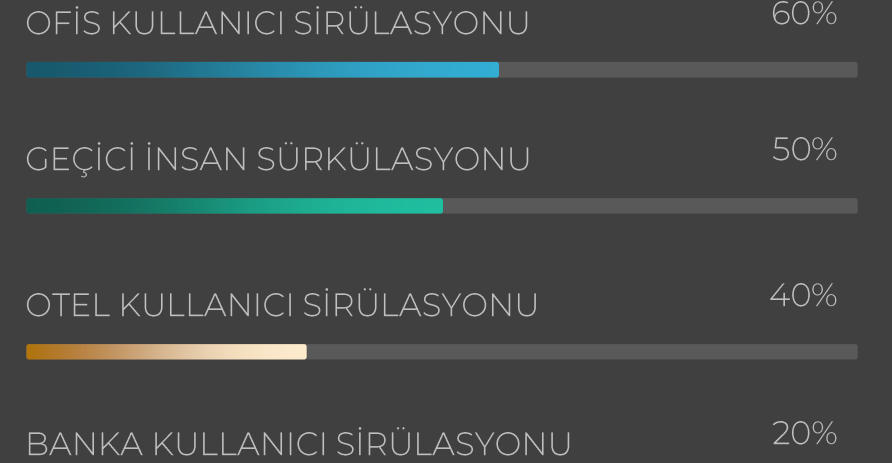 OFİS KULLANICI SİRÜLASYONU 60%
GEÇİCİ İNSAN SÜRKÜLASYONU 50%
OTEL KULLANICI SİRÜLASYONU 40%
BANKA KULLANICI SİRÜLASYONU 20%